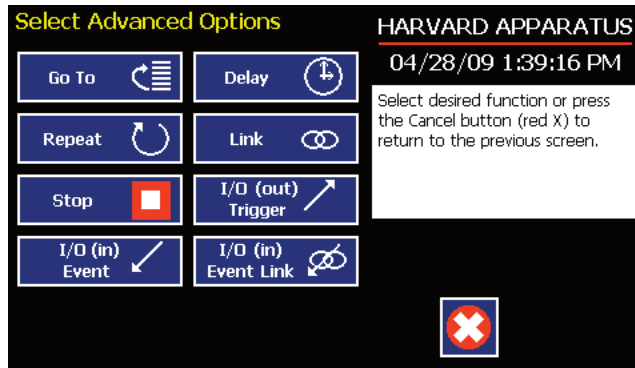 Select Advanced Options
HARVARD APPARATUS
04/28/09 1:39:16 PM
Go To
Delay
Repeat
Link
Stop
I/O (out)
Trigger
I/O (in)
Event
I/O (in)
Event Link
Select desired function or press
the Cancel button (red X) to
return to the previous screen.